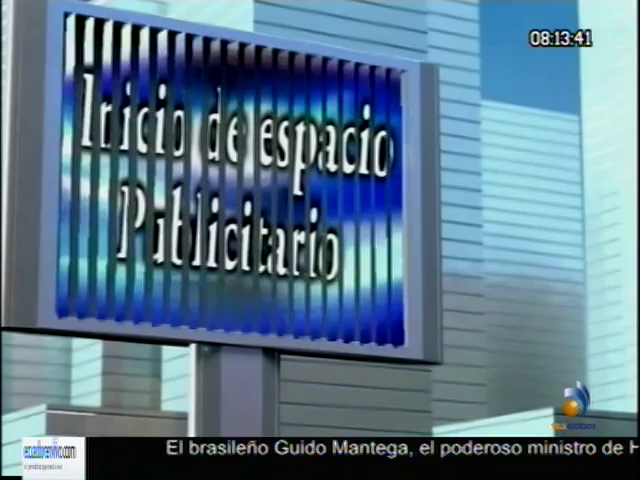 08:13:41
Inicio de espacio
Publicitario
El brasileño Guido Mantega, el poderoso ministro de H